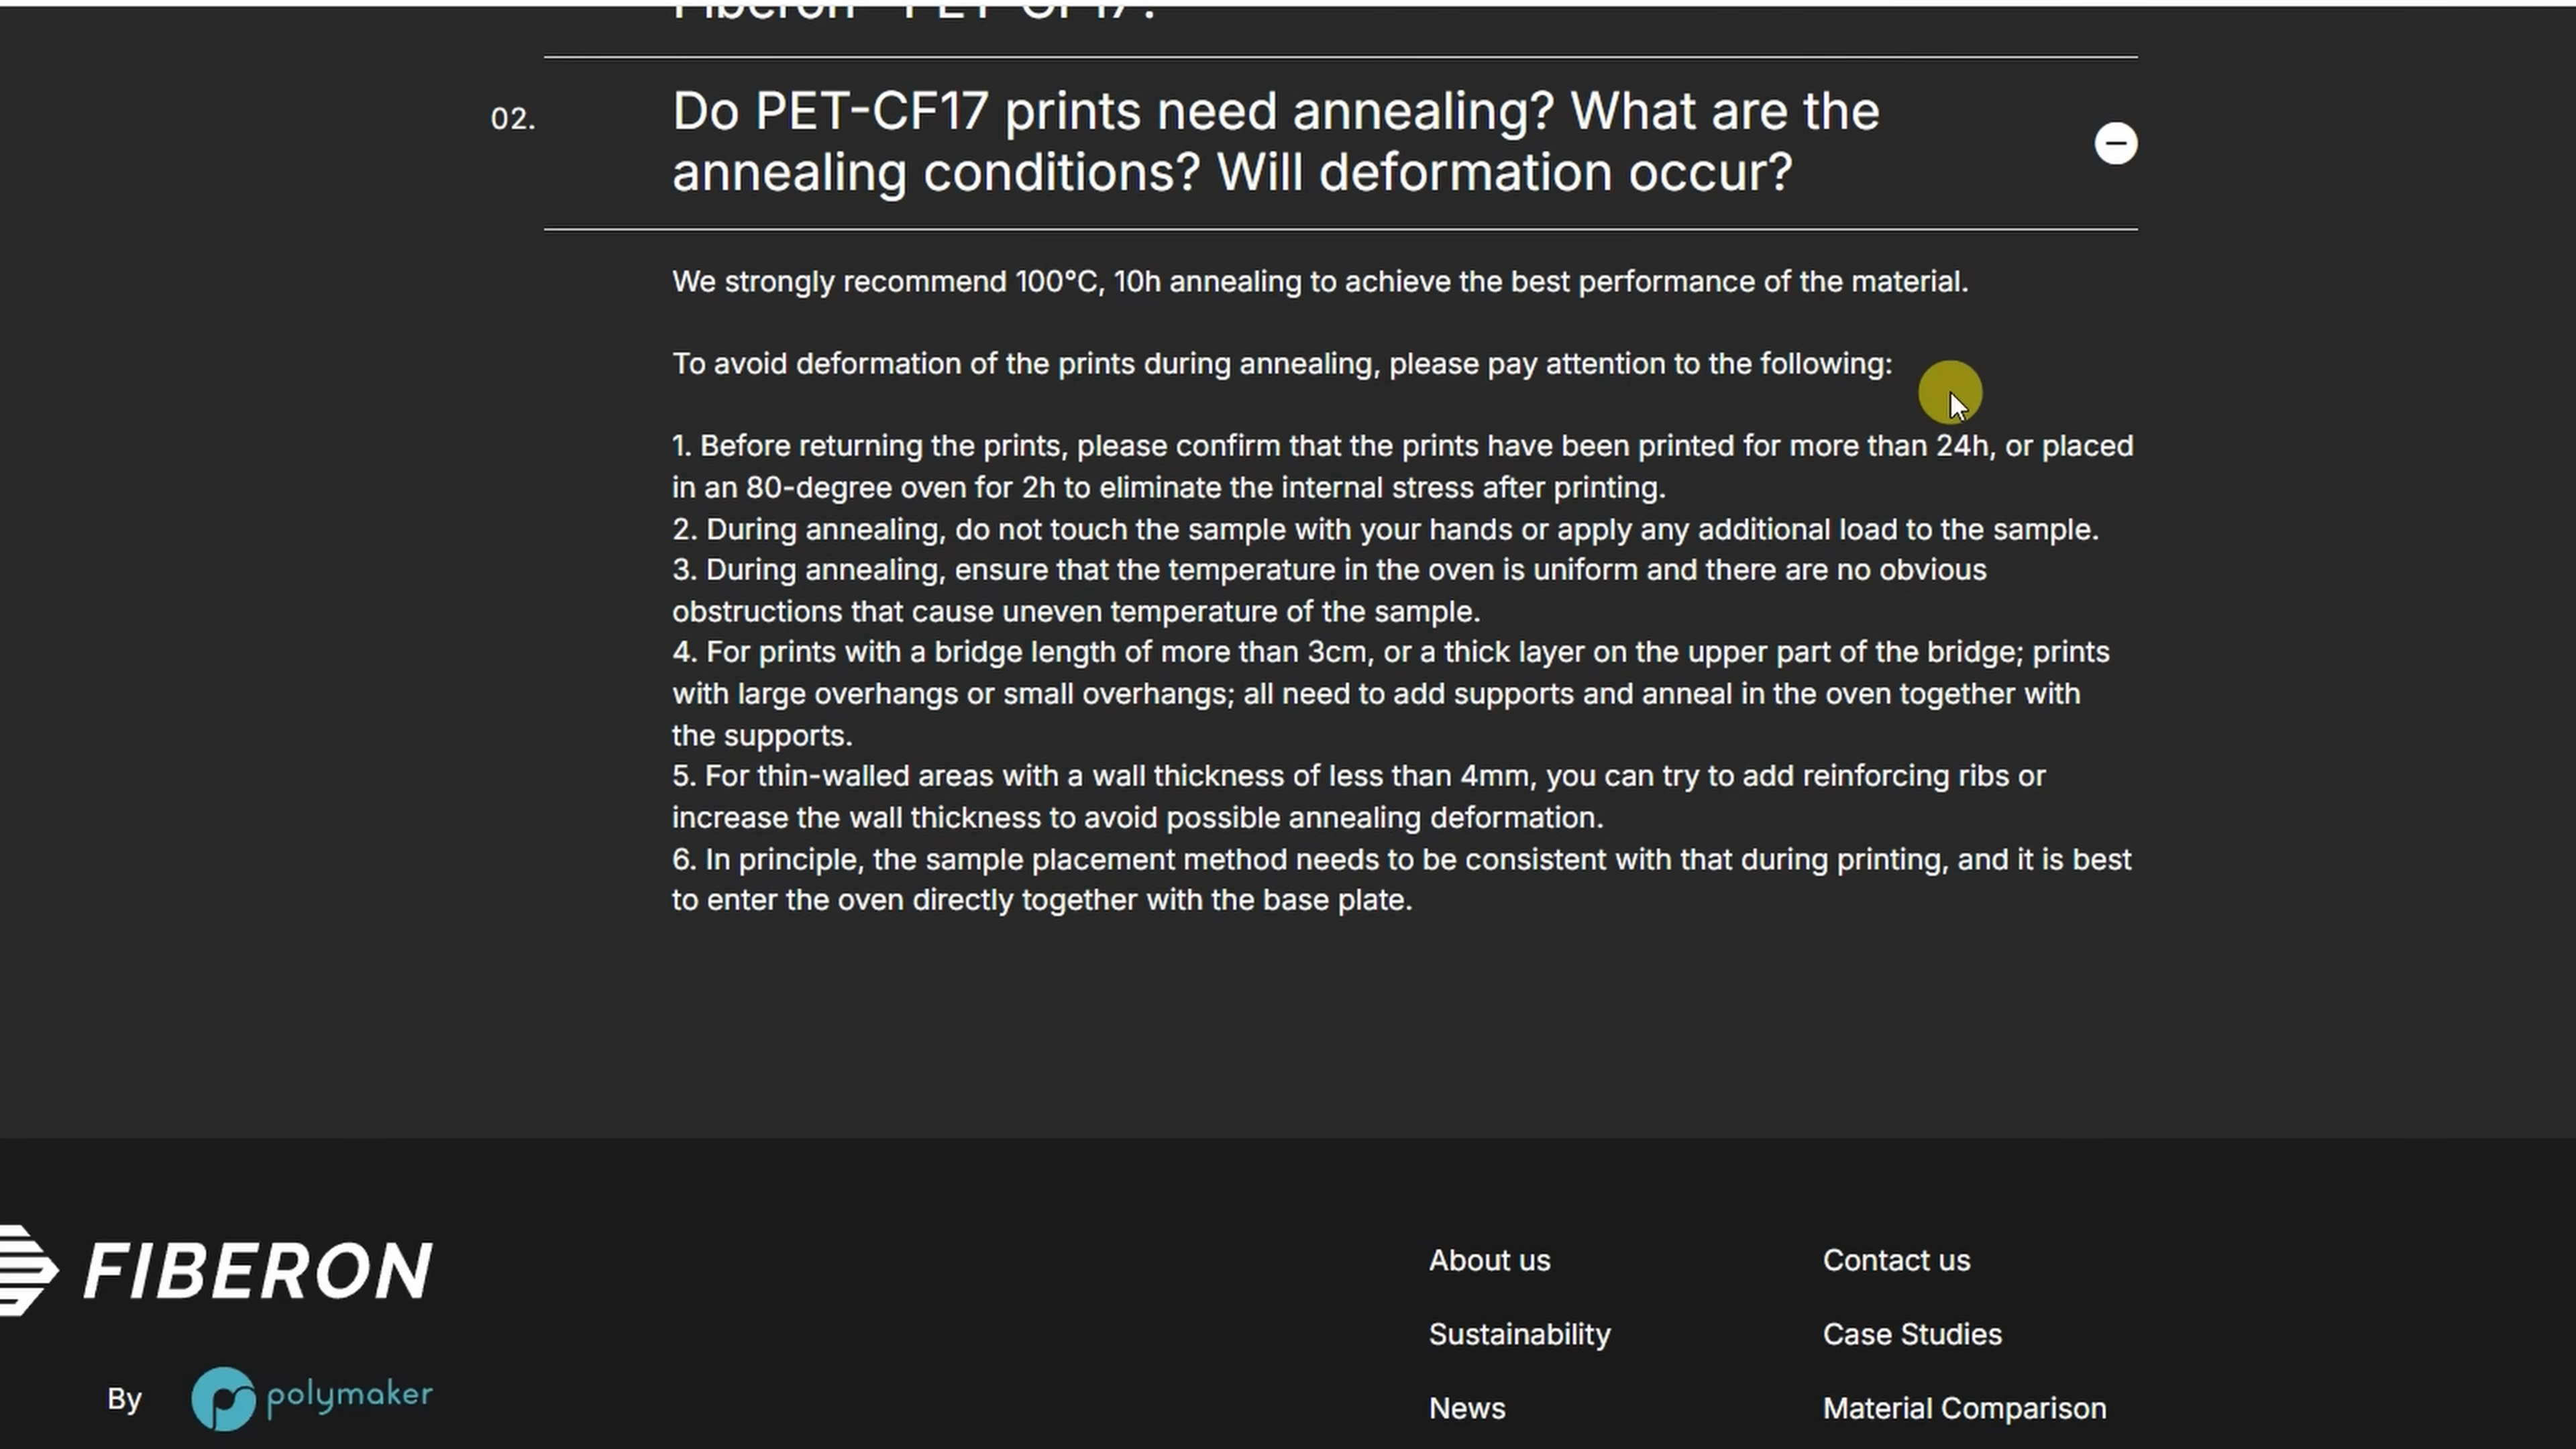 Fiberon™ PET-CF17?
02.
Do PET-CF17 prints need annealing? What are the
annealing conditions? Will deformation occur?
We strongly recommend 100°C, 10h annealing to achieve the best performance of the material.
To avoid deformation of the prints during annealing, please pay attention to the following:
1. Before returning the prints, please confirm that the prints have been printed for more than 24h, or placed
in an 80-degree oven for 2h to eliminate the internal stress after printing.
2. During annealing, do not touch the sample with your hands or apply any additional load to the sample.
3. During annealing, ensure that the temperature in the oven is uniform and there are no obvious
obstructions that cause uneven temperature of the sample.
4. For prints with a bridge length of more than 3cm, or a thick layer on the upper part of the bridge; prints
with large overhangs or small overhangs; all need to add supports and anneal in the oven together with
the supports.
5. For thin-walled areas with a wall thickness of less than 4mm, you can try to add reinforcing ribs or
increase the wall thickness to avoid possible annealing deformation.
6. In principle, the sample placement method needs to be consistent with that during printing, and it is best
to enter the oven directly together with the base plate.
FIBERON
By polymaker
About us
Contact us
Sustainability
Case Studies
News
Material Comparison